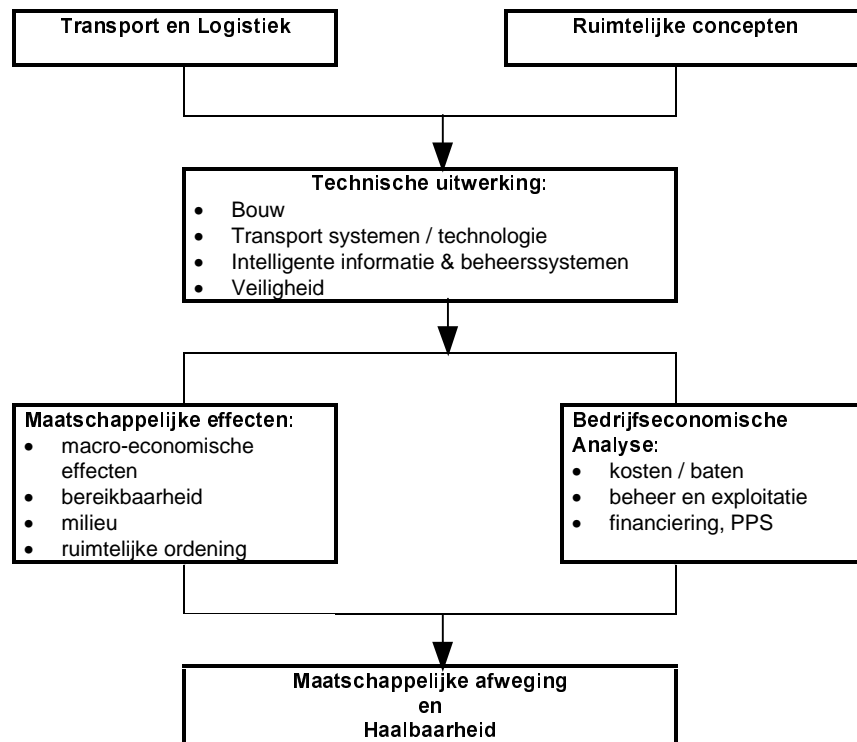 Transport en Logistiek
Ruimtelijke concepten
Technische uitwerking:
• Bouw
• Transport systemen / technologie
• Intelligente informatie & beheerssystemen
• Veiligheid
Maatschappelijke effecten:
• macro-economische
effecten
• bereikbaarheid
• milieu
• ruimtelijke ordening
Bedrijfseconomische
Analyse:
• kosten / baten
• beheer en exploitatie
• financiering, PPS
Maatschappelijke afweging
en
Haalbaarheid